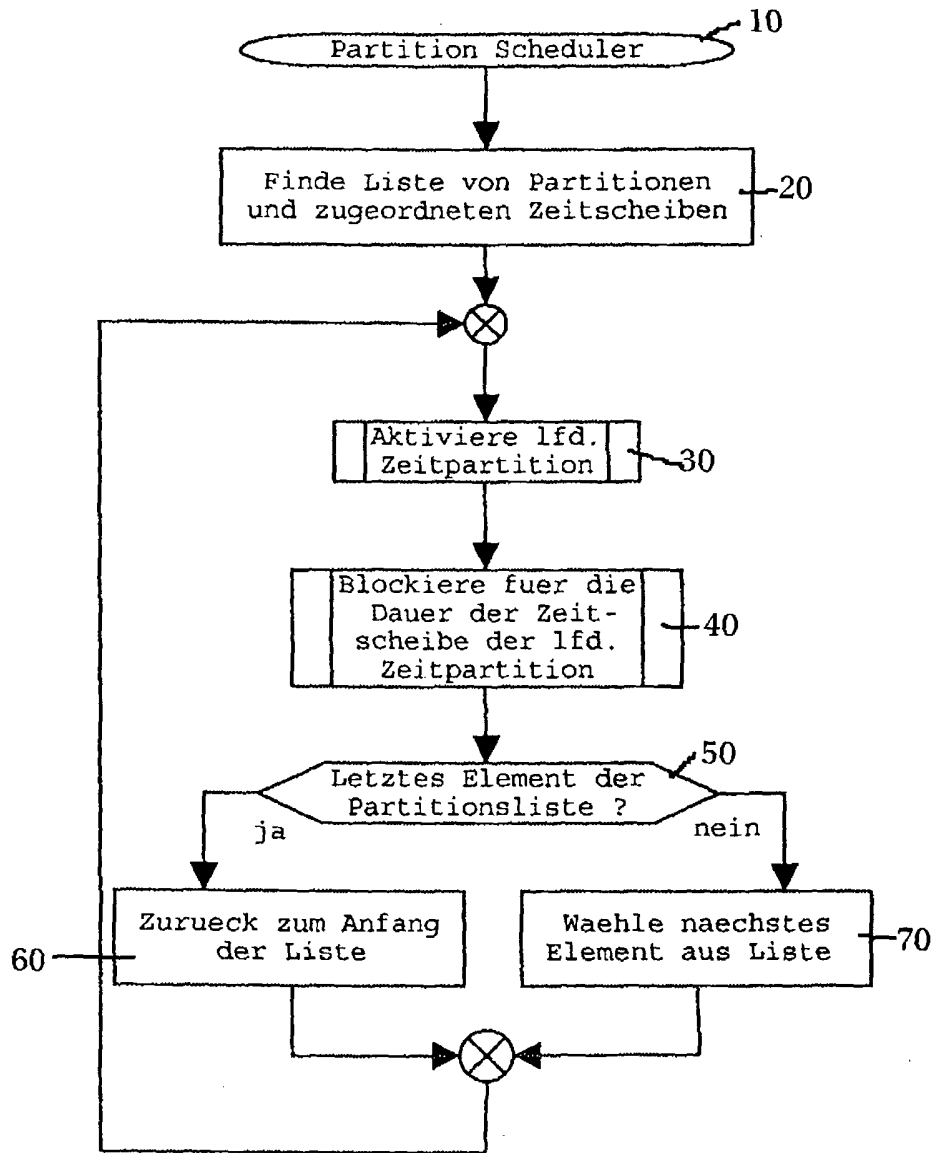 10
Partition Scheduler
Finde Liste von Partitionen
und zugeordneten Zeitscheiben
20
Aktiviere lfd.
Zeitpartition
30
Blockiere fuer die
Dauer der Zeit-
scheibe der lfd.
Zeitpartition
40
50
Letztes Element der
Partitionsliste ?
ja
nein
Zurueck zum Anfang
der Liste
60
Waehle naechstes
Element aus Liste
70